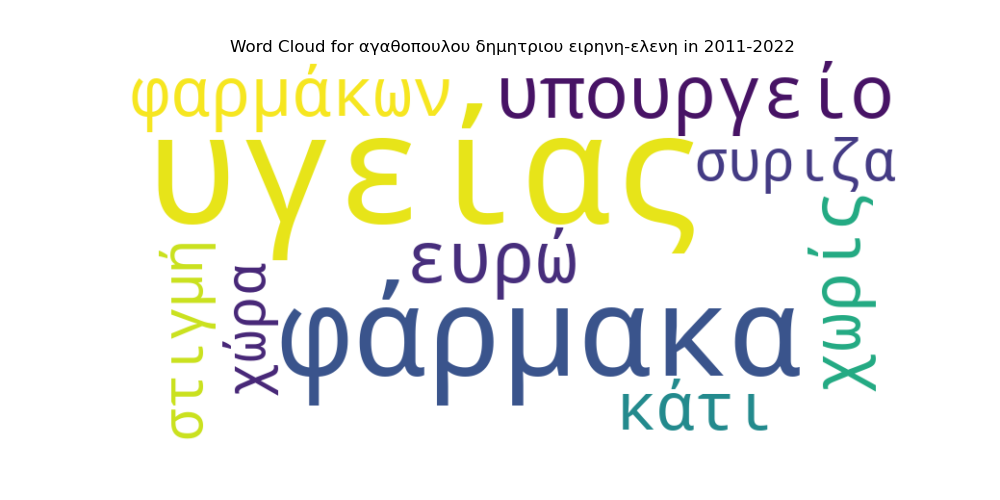 Word Cloud for αγαθοπουλου δημητριου ειρηνη-ελενη in 2011-2022
φαρμάκων
υπουργείο
υγείας
συριζα
χωρίς
ευρώ
στιγμή
χώρα
φάρμακα
κάτι